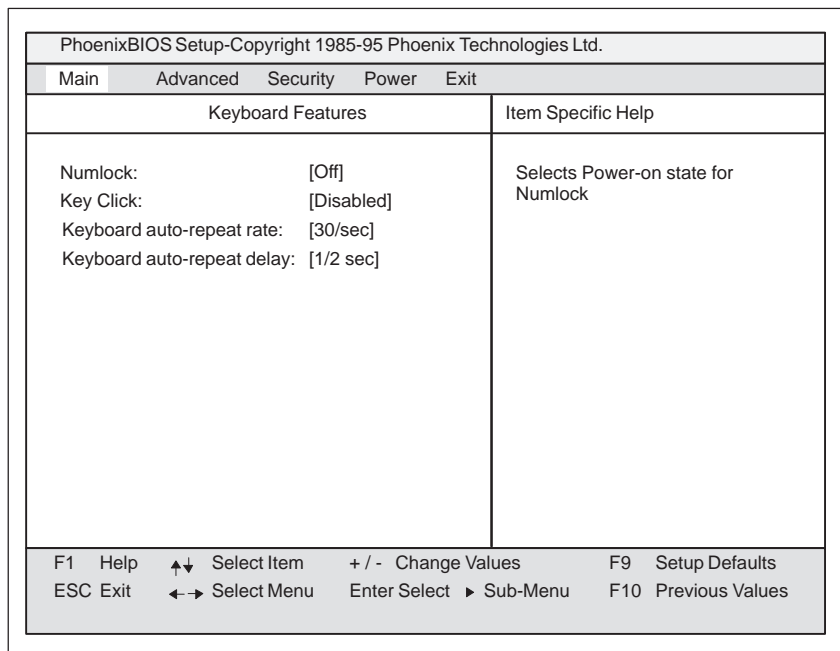 PhoenixBIOS Setup-Copyright 1985-95 Phoenix Technologies Ltd.
Main Advanced Security Power Exit
Keyboard Features
Item Specific Help
Numlock: [Off]
Key Click: [Disabled]
Keyboard auto-repeat rate: [30/sec]
Keyboard auto-repeat delay: [1/2 sec]
Selects Power-on state for
Numlock
F1 Help Select Item + / - Change Values F9 Setup Defaults
ESC Exit Select Menu Enter Select Sub-Menu F10 Previous Values